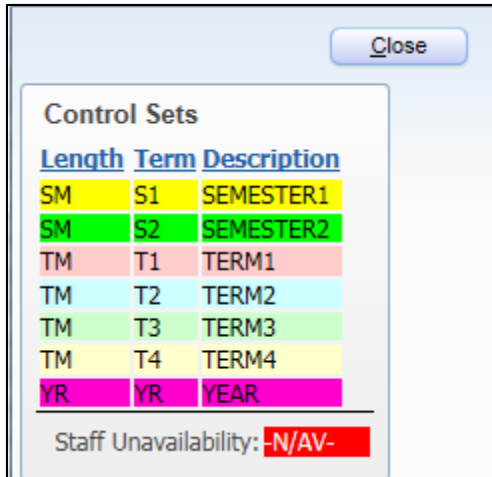 Close
Control Sets
Length Term Description
SM S1 SEMESTER1
SM S2 SEMESTER2
TM T1 TERM1
TM T2 TERM2
TM T3 TERM3
TM T4 TERM4
YR YR YEAR
Staff Unavailability: -N/AV-